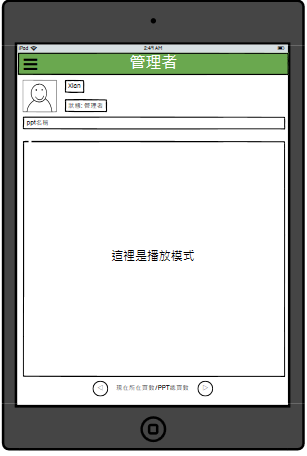 iPod 2:45 AM
管理者
Xian
狀態: 管理者
ppt名稱
這裡是播放模式
現在所在頁數/PPT總頁數